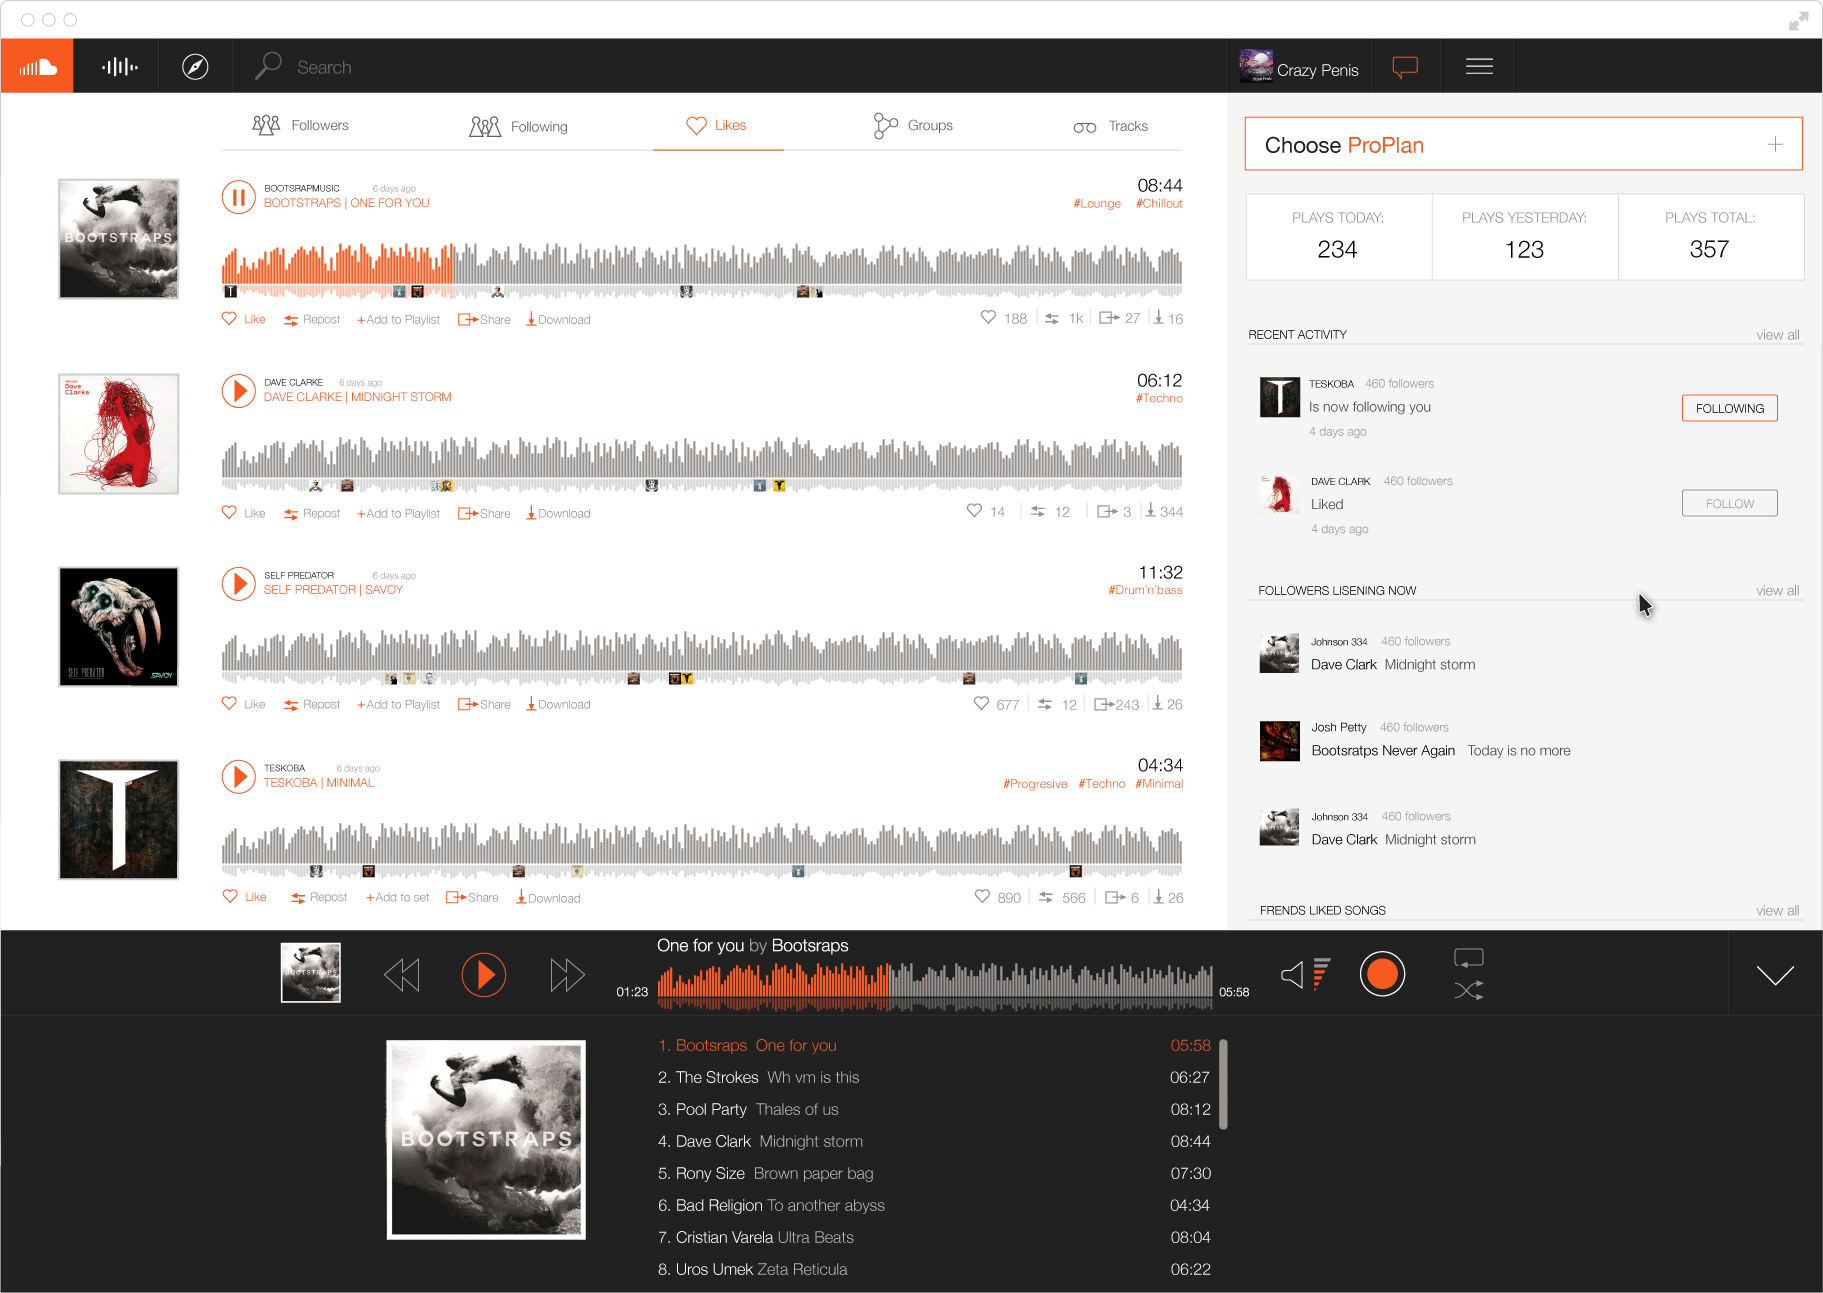 Search
Crazy Penis
Followers
Following
Likes
Groups
Tracks
Choose ProPlan
PLAYS TODAY:
234
PLAYS YESTERDAY:
123
PLAYS TOTAL:
357
BOOTSTRAPS
BOOTSRAPMUSIC 6 days ago
BOOTSTRAPS | ONE FOR YOU
08:44
#Lounge #Chillout
Like Repost +Add to Playlist Share Download
188 1k 27 16
Dave Clarke
DAVE CLARKE 6 days ago
DAVE CLARKE | MIDNIGHT STORM
06:12
#Techno
Like Repost +Add to Playlist Share Download
14 12 3 344
SELF PREDATOR SAVOY
SELF PREDATOR 6 days ago
SELF PREDATOR | SAVOY
11:32
#Drum'n'bass
Like Repost +Add to Playlist Share Download
677 12 243 26
T
TESKOBA 6 days ago
TESKOBA | MINIMAL
04:34
#Progresive #Techno #Minimal
Like Repost +Add to set Share Download
890 566 6 26
RECENT ACTIVITY view all
TESKOBA 460 followers
Is now following you
4 days ago
FOLLOWING
DAVE CLARK 460 followers
Liked
4 days ago
FOLLOW
FOLLOWERS LISENING NOW view all
Johnson 334 460 followers
Dave Clark Midnight storm
Josh Petty 460 followers
Bootsratps Never Again Today is no more
Johnson 334 460 followers
Dave Clark Midnight storm
FRENDS LIKED SONGS view all
One for you by Bootsraps
01:23
05:58
BOOTSTRAPS
1. Bootsraps One for you 05:58
2. The Strokes Wh vm is this 06:27
3. Pool Party Thales of us 08:12
4. Dave Clark Midnight storm 08:44
5. Rony Size Brown paper bag 07:30
6. Bad Religion To another abyss 04:34
7. Cristian Varela Ultra Beats 08:04
8. Uros Umek Zeta Reticula 06:22